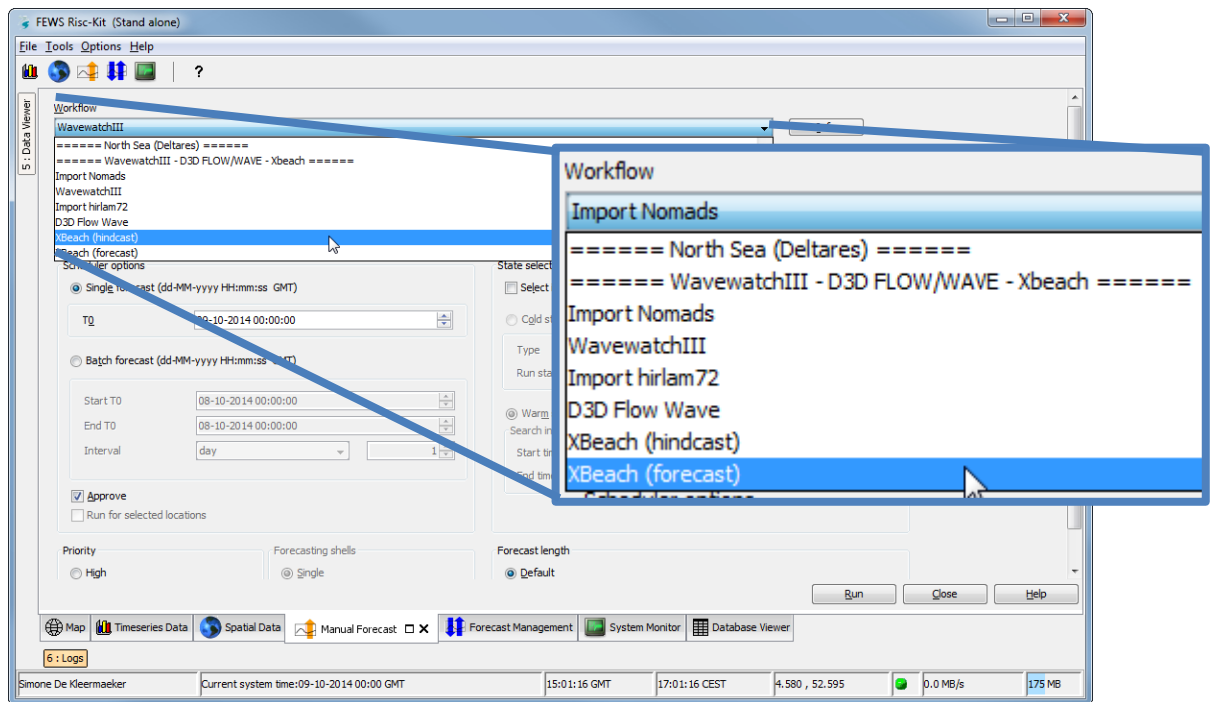 FEWS Risc-Kit (Stand alone)
File Tools Options Help
?
5 : Data Viewer
Workflow
WavewatchIII
====== North Sea (Deltares) ======
====== WavewatchIII - D3D FLOW/WAVE - Xbeach ======
Import Nomads
WavewatchIII
Import hirlam72
D3D Flow Wave
XBeach (hindcast)
XBeach (forecast)
Scheduler options
Single forecast (dd-MM-yyyy HH:mm:ss GMT)
T0
09-10-2014 00:00:00
Batch forecast (dd-MM-yyyy HH:mm:ss GMT)
Start T0
08-10-2014 00:00:00
End T0
08-10-2014 00:00:00
Interval
day
1
Approve
Run for selected locations
State select
Select
Cold st
Type
Run sta
Warm
Search in
Start tim
End time
Workflow
Import Nomads
====== North Sea (Deltares) ======
====== WavewatchIII - D3D FLOW/WAVE - Xbeach ======
Import Nomads
WavewatchIII
Import hirlam72
D3D Flow Wave
XBeach (hindcast)
XBeach (forecast)
Scheduler options
Priority
High
Forecasting shells
Single
Forecast length
Default
Run Close Help
Map Timeseries Data Spatial Data Manual Forecast Forecast Management System Monitor Database Viewer
6 : Logs
Simone De Kleermaeker Current system time:09-10-2014 00:00 GMT 15:01:16 GMT 17:01:16 CEST 4.580 , 52.595 0.0 MB/s 175 MB